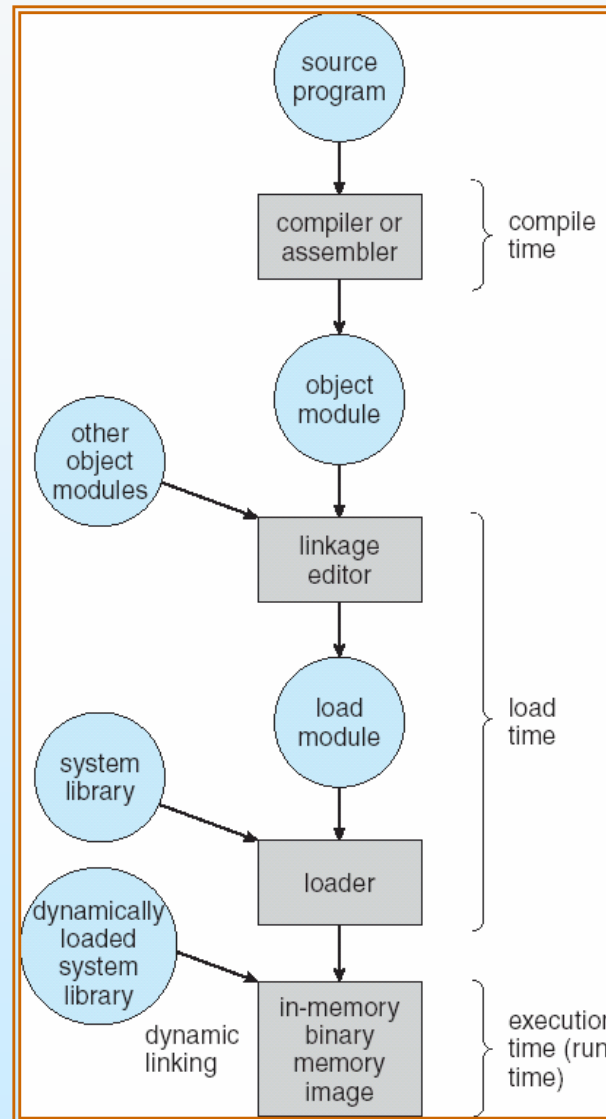 source
program
compiler or
assembler
compile
time
object
module
other
object
modules
linkage
editor
load
module
load
time
system
library
loader
dynamically
loaded
system
library
dynamic
linking
in-memory
binary
memory
image
execution
time (run
time)